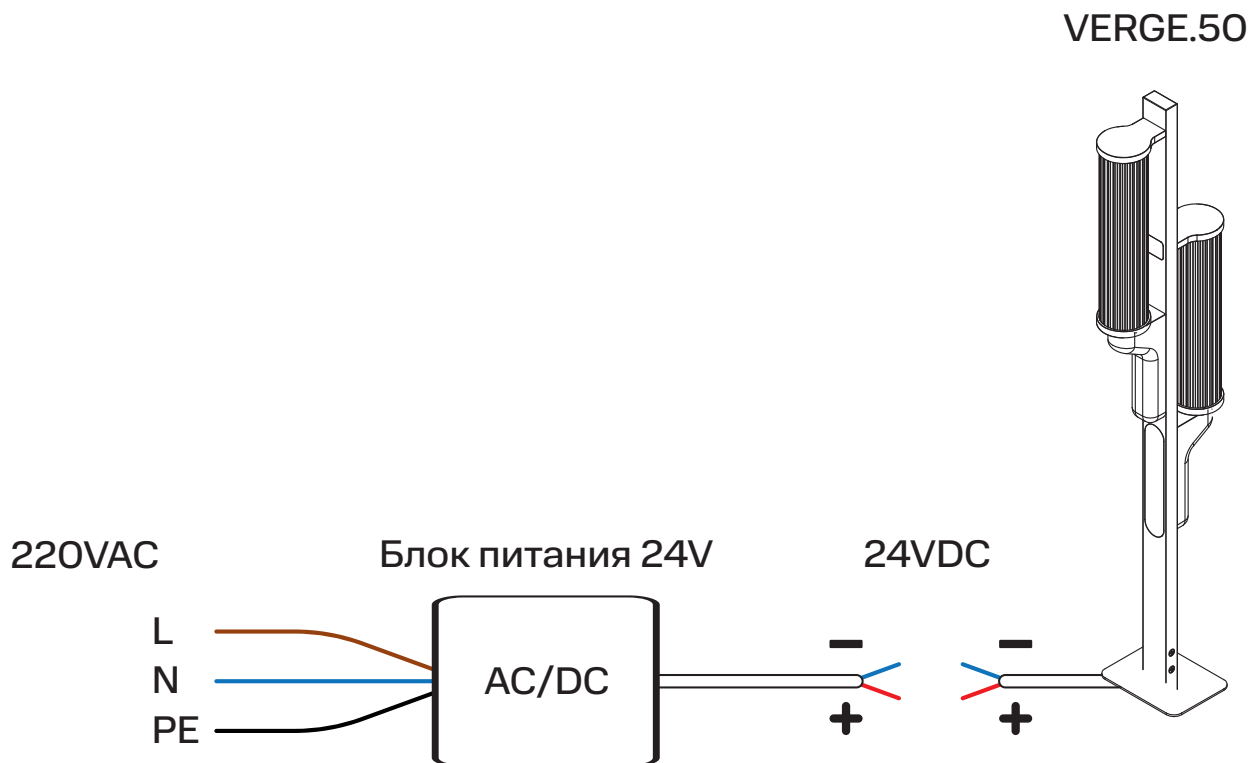 VERGE.50
220VAC
Блок питания 24V
24VDC
L
N
PE
AC/DC
−
+
−
+